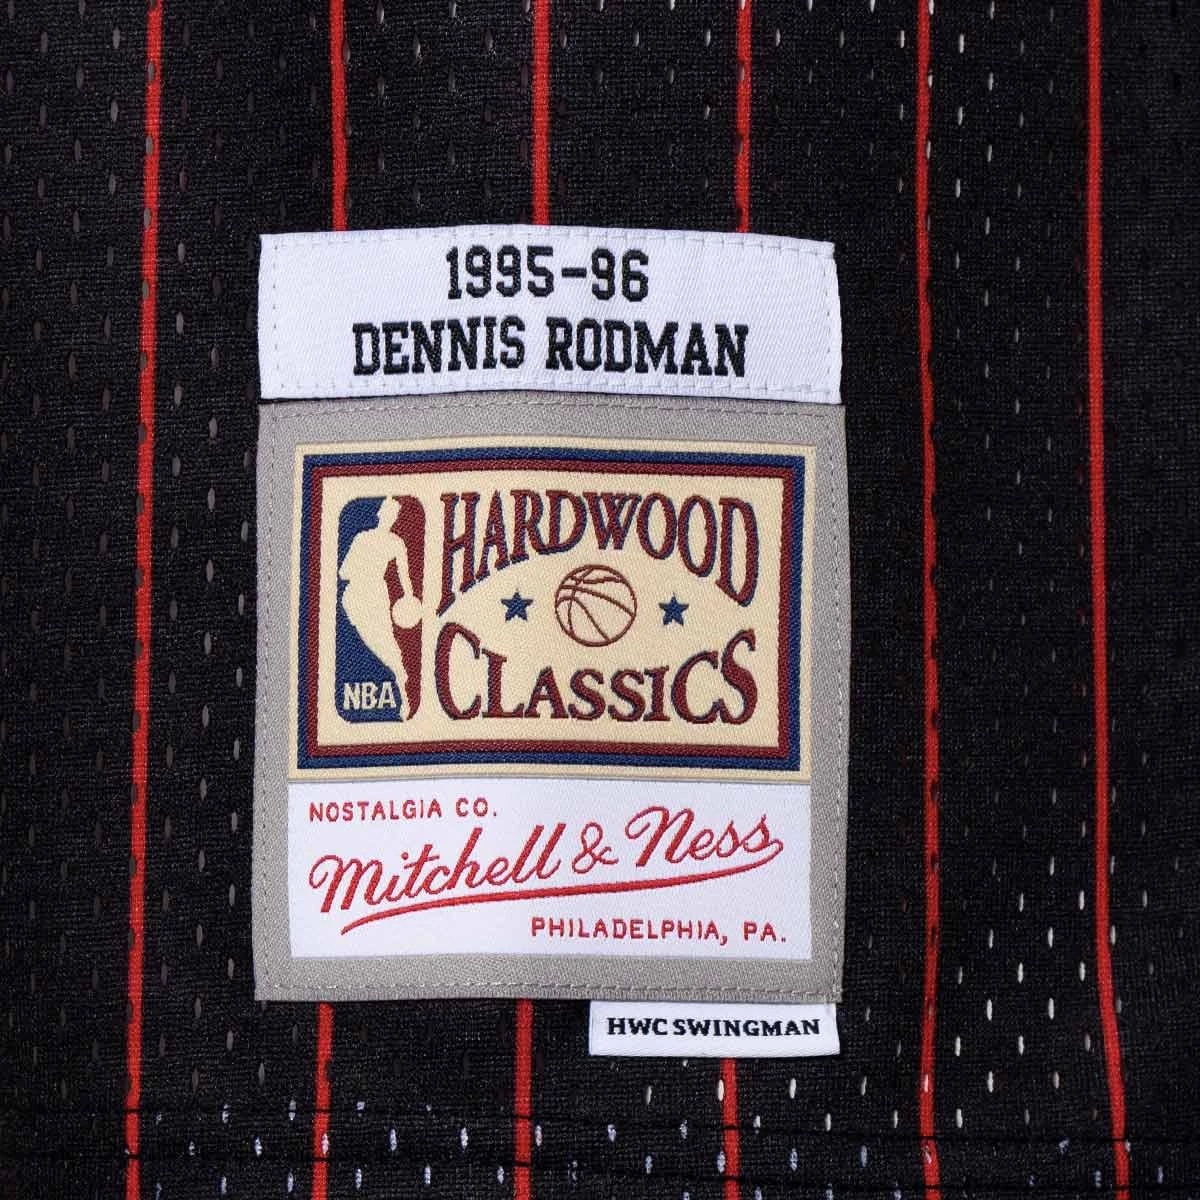 1995-96
DENNIS RODMAN
HARDWOOD
NBA
CLASSICS
NOSTALGIA CO.
Mitchell & Ness
PHILADELPHIA, PA.
HWC SWINGMAN